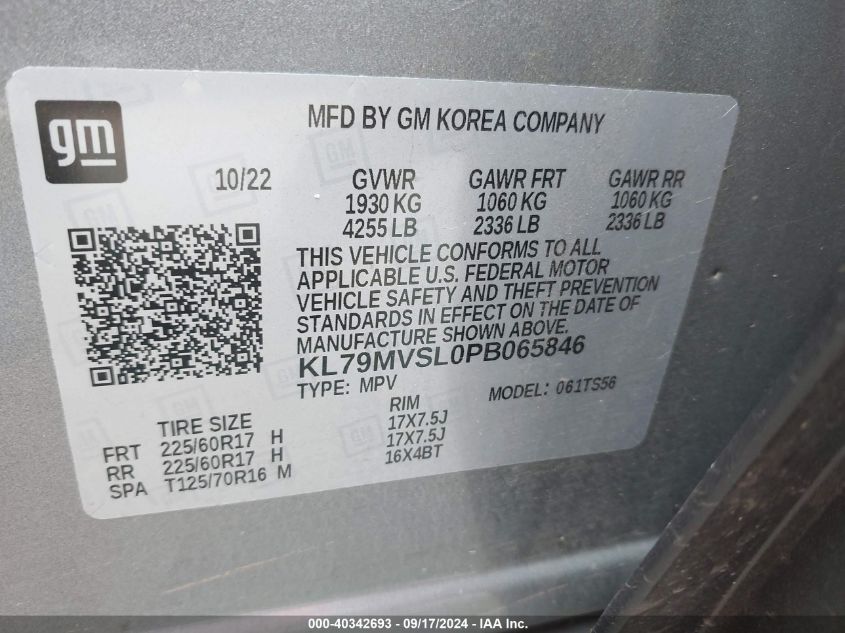 gm
MFD BY GM KOREA COMPANY
10/22 GVWR GAWR FRT GAWR RR
1930 KG 1060 KG 1060 KG
4255 LB 2336 LB 2336 LB
THIS VEHICLE CONFORMS TO ALL
APPLICABLE U.S. FEDERAL MOTOR
VEHICLE SAFETY AND THEFT PREVENTION
STANDARDS IN EFFECT ON THE DATE OF
MANUFACTURE SHOWN ABOVE.
KL79MVSL0PB065846
TYPE: MPV MODEL: 061TS56
TIRE SIZE RIM
FRT 225/60R17 H 17X7.5J
RR 225/60R17 H 17X7.5J
SPA T125/70R16 M 16X4BT
000-40342693 - 09/17/2024 - IAA Inc.